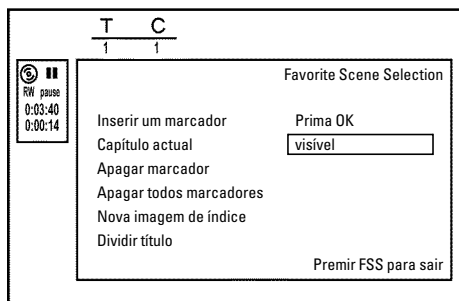 T C
1 1
RW pause
0:03:40
0:00:14
Favorite Scene Selection
Inserir um marcador Prima OK
Capítulo actual visível
Apagar marcador
Apagar todos marcadores
Nova imagem de índice
Dividir título
Premir FSS para sair